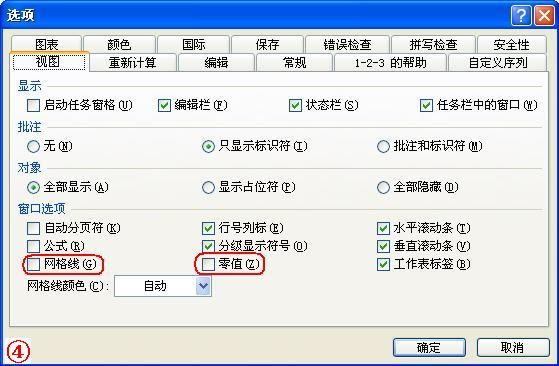 选项
图表 颜色 国际 保存 错误检查 拼写检查 安全性
视图 重新计算 编辑 常规 1-2-3 的帮助 自定义序列
显示
启动任务窗格(U) 编辑栏(F) 状态栏(S) 任务栏中的窗口(W)
批注
无(N) 只显示标识符(I) 批注和标识符(M)
对象
全部显示(A) 显示占位符(P) 全部隐藏(D)
窗口选项
自动分页符(K) 行号列标(E) 水平滚动条(T)
公式(R) 分级显示符号(O) 垂直滚动条(V)
网格线(G) 零值(Z) 工作表标签(B)
网格线颜色(C): 自动
④ 确定 取消